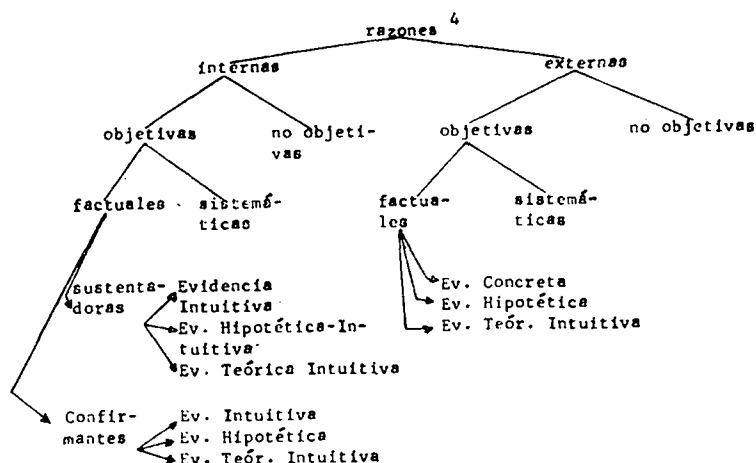 razones 4
internas externas
objetivas no objeti- objetivas no objetivas
vas
factuales sistemá- factua- sistemá-
ticas les ticas
sustenta- Evidencia Ev. Concreta
doras Intuitiva Ev. Hipotética
Ev. Hipotética-In- Ev. Teór. Intuitiva
tuitiva
Ev. Teórica Intuitiva
Confir- Ev. Intuitiva
mantes Ev. Hipotética
Ev. Teór. Intuitiva